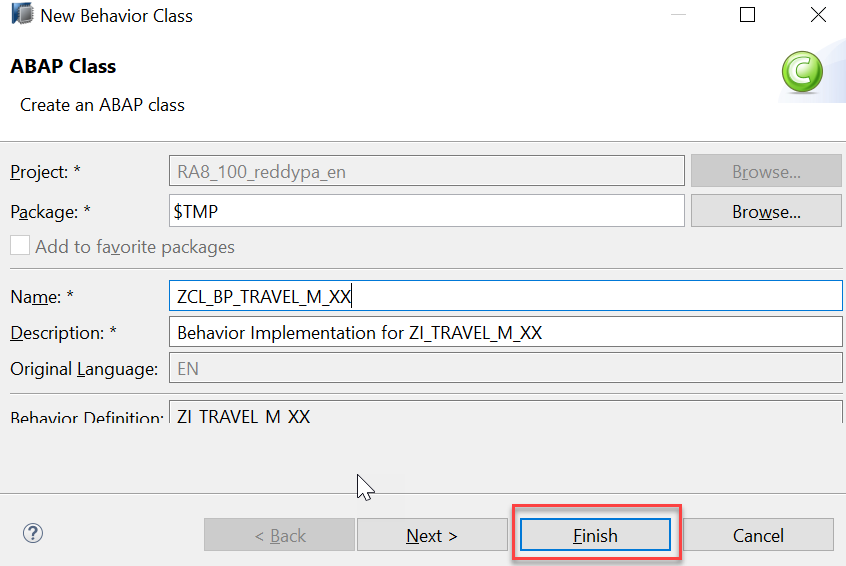 New Behavior Class
ABAP Class
Create an ABAP class
C
Project: * RA8_100_reddypa_en Browse...
Package: * $TMP Browse...
Add to favorite packages
Name: * ZCL_BP_TRAVEL_M_XX
Description: * Behavior Implementation for ZI_TRAVEL_M_XX
Original Language: EN
Behavior Definition: ZI_TRAVEL_M_XX
? < Back Next > Finish Cancel